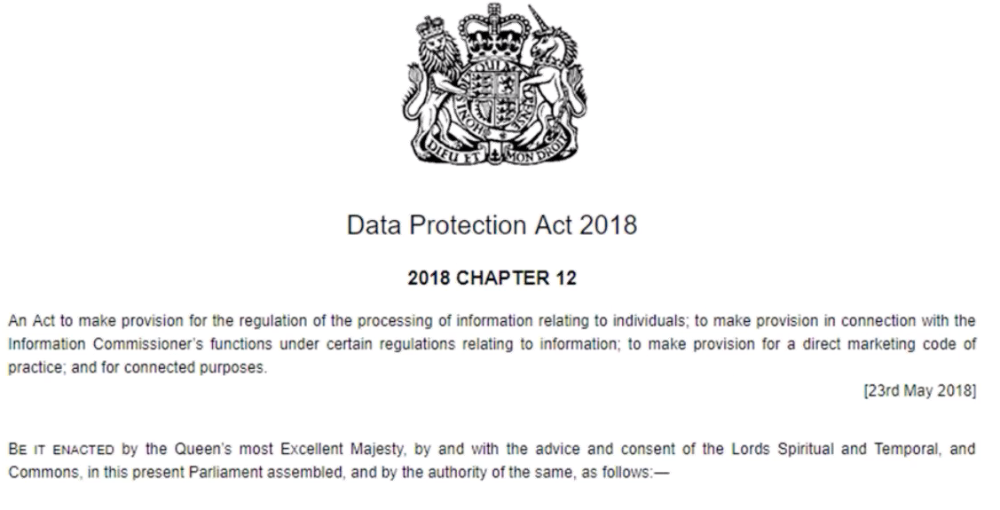 QUI
HONI SOIT
PENSE
DIEU ET MON DROIT
Data Protection Act 2018
2018 CHAPTER 12
An Act to make provision for the regulation of the processing of information relating to individuals; to make provision in connection with the
Information Commissioner's functions under certain regulations relating to information; to make provision for a direct marketing code of
practice; and for connected purposes.
[23rd May 2018]
BE IT ENACTED by the Queen's most Excellent Majesty, by and with the advice and consent of the Lords Spiritual and Temporal, and
Commons, in this present Parliament assembled, and by the authority of the same, as follows:—